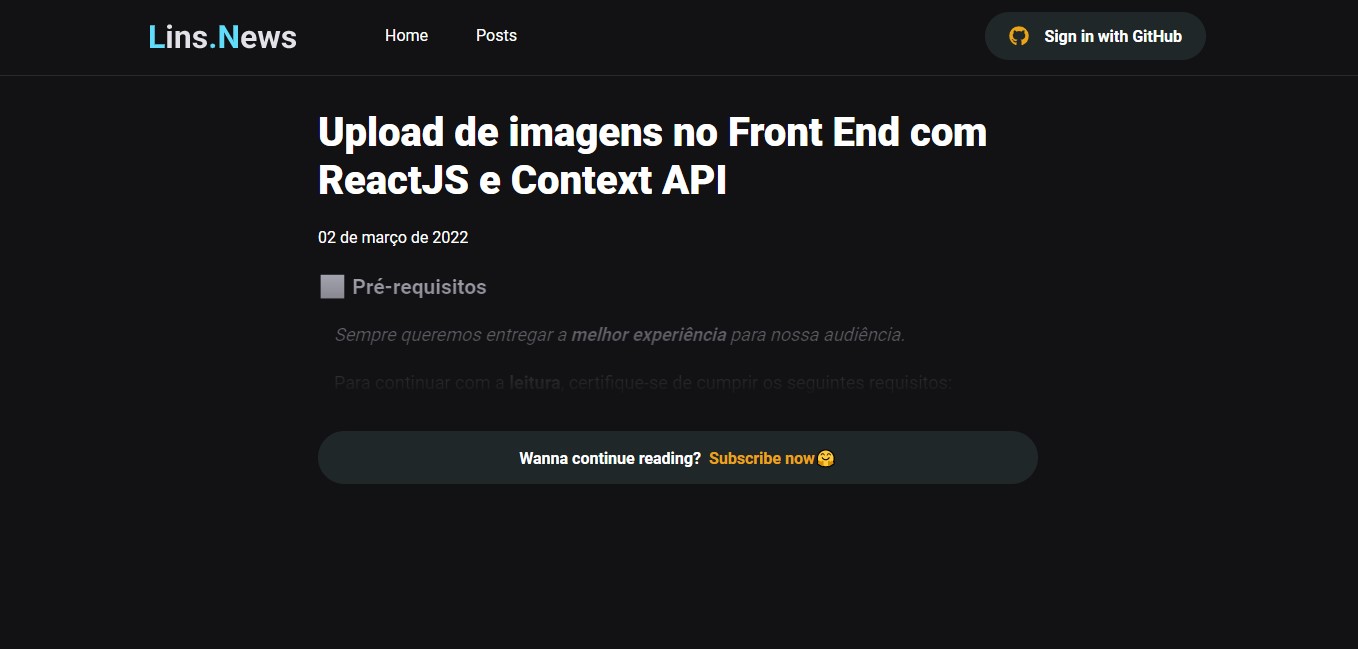 Lins.News
Home
Posts
Sign in with GitHub
Upload de imagens no Front End com
ReactJS e Context API
02 de março de 2022
Pré-requisitos
Sempre queremos entregar a melhor experiência para nossa audiência.
Para continuar com a leitura, certifique-se de cumprir os seguintes requisitos:
Wanna continue reading? Subscribe now🤗